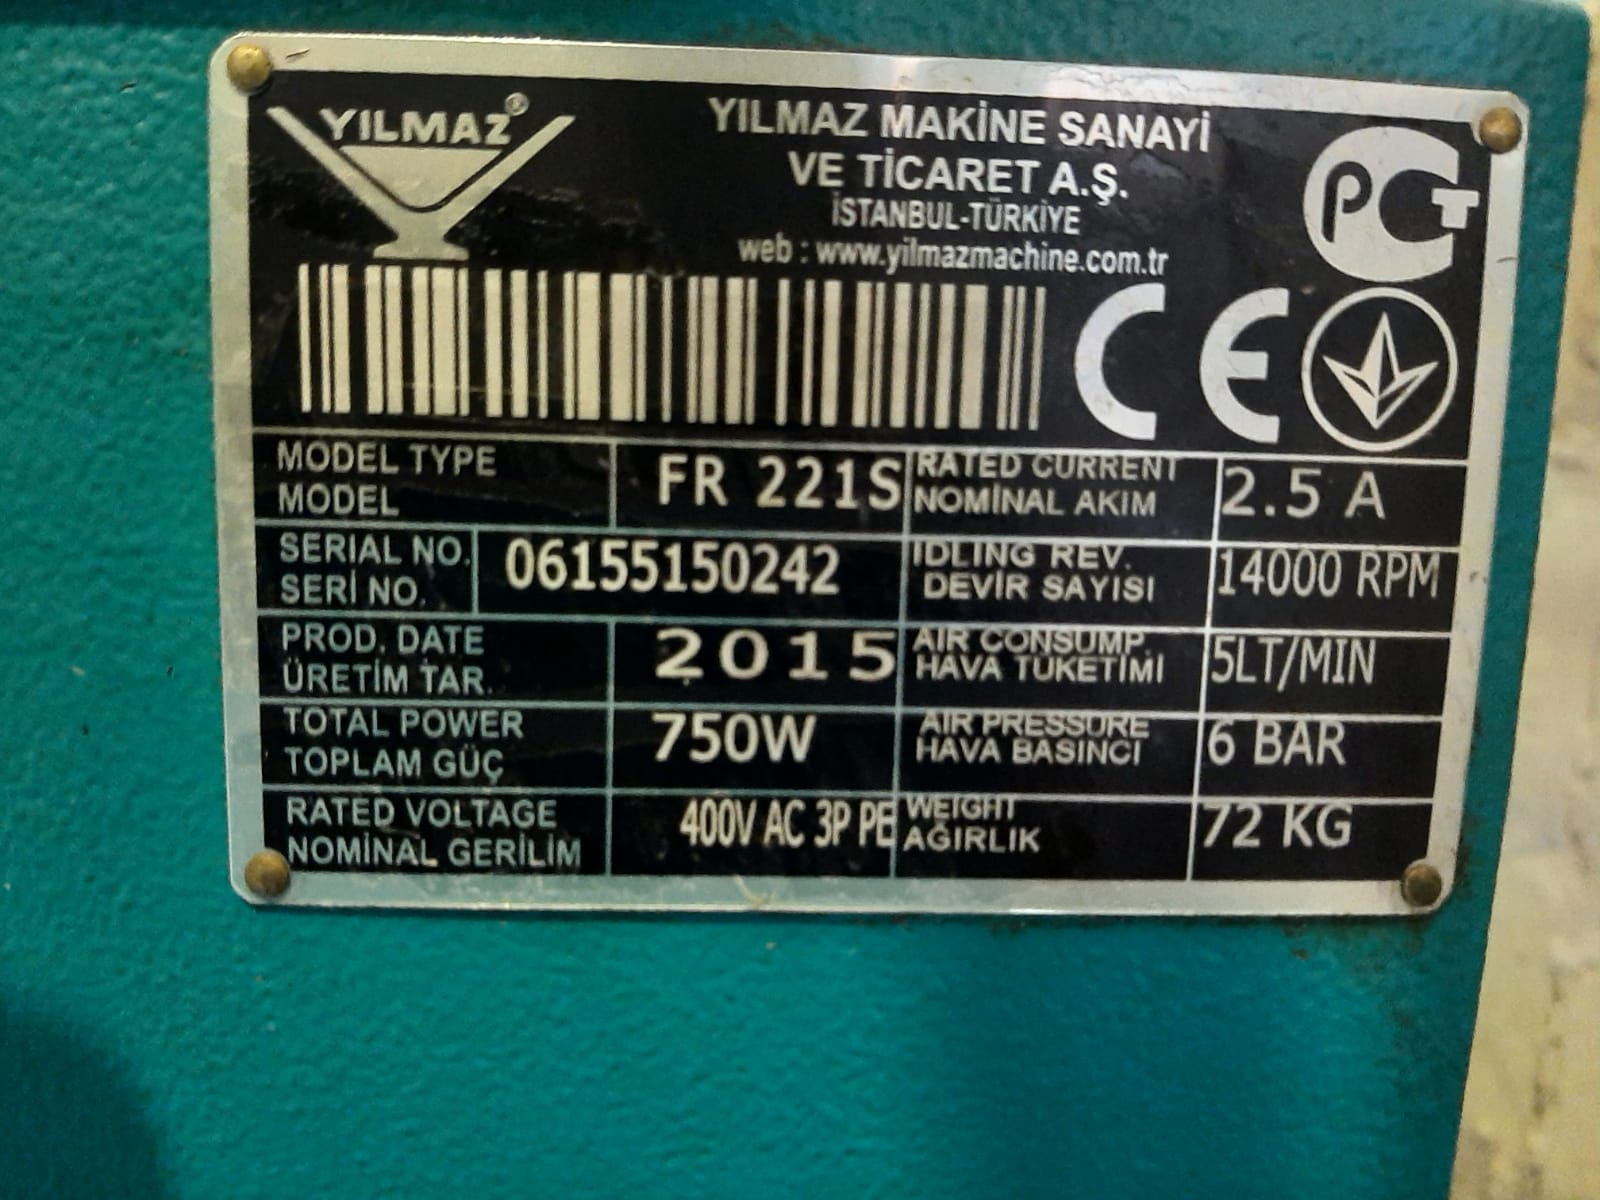 YILMAZ®
YILMAZ MAKİNE SANAYİ
VE TİCARET A.Ş.
İSTANBUL-TÜRKİYE
web : www.yilmazmachine.com.tr
PCT
CE
MODEL TYPE
MODEL
FR 221S
RATED CURRENT
NOMİNAL AKIM
2.5 A
SERIAL NO.
SERİ NO.
06155150242
IDLING REV.
DEVİR SAYISI
14000 RPM
PROD. DATE
ÜRETİM TAR.
2015
AIR CONSUMP.
HAVA TÜKETİMİ
5LT/MIN
TOTAL POWER
TOPLAM GÜÇ
750W
AIR PRESSURE
HAVA BASINCI
6 BAR
RATED VOLTAGE
NOMİNAL GERİLİM
400V AC 3P PE
WEIGHT
AĞIRLIK
72 KG